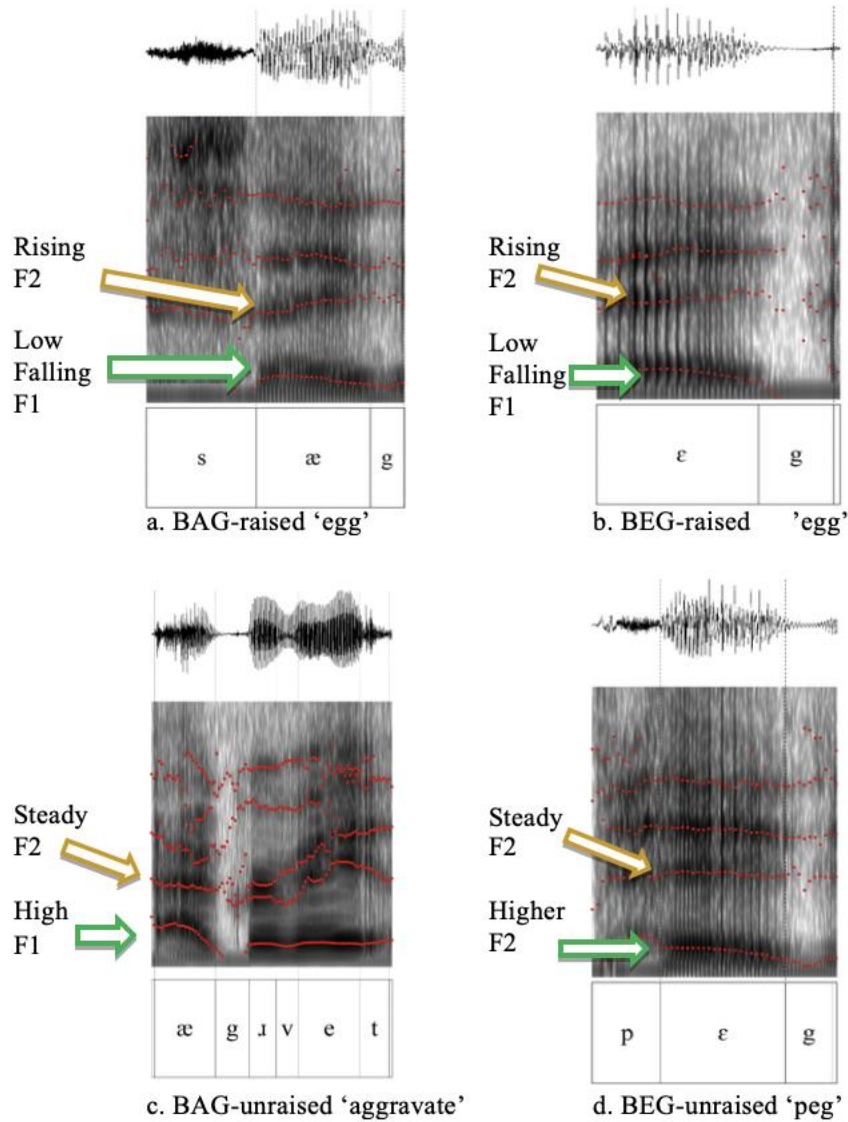 Rising
F2
Low
Falling
F1
s æ g
a. BAG-raised ‘egg’
Rising
F2
Low
Falling
F1
ɛ g
b. BEG-raised ’egg’
Steady
F2
High
F1
æ g ɹ v e t
c. BAG-unraised ‘aggravate’
Steady
F2
Higher
F2
p ɛ g
d. BEG-unraised ‘peg’